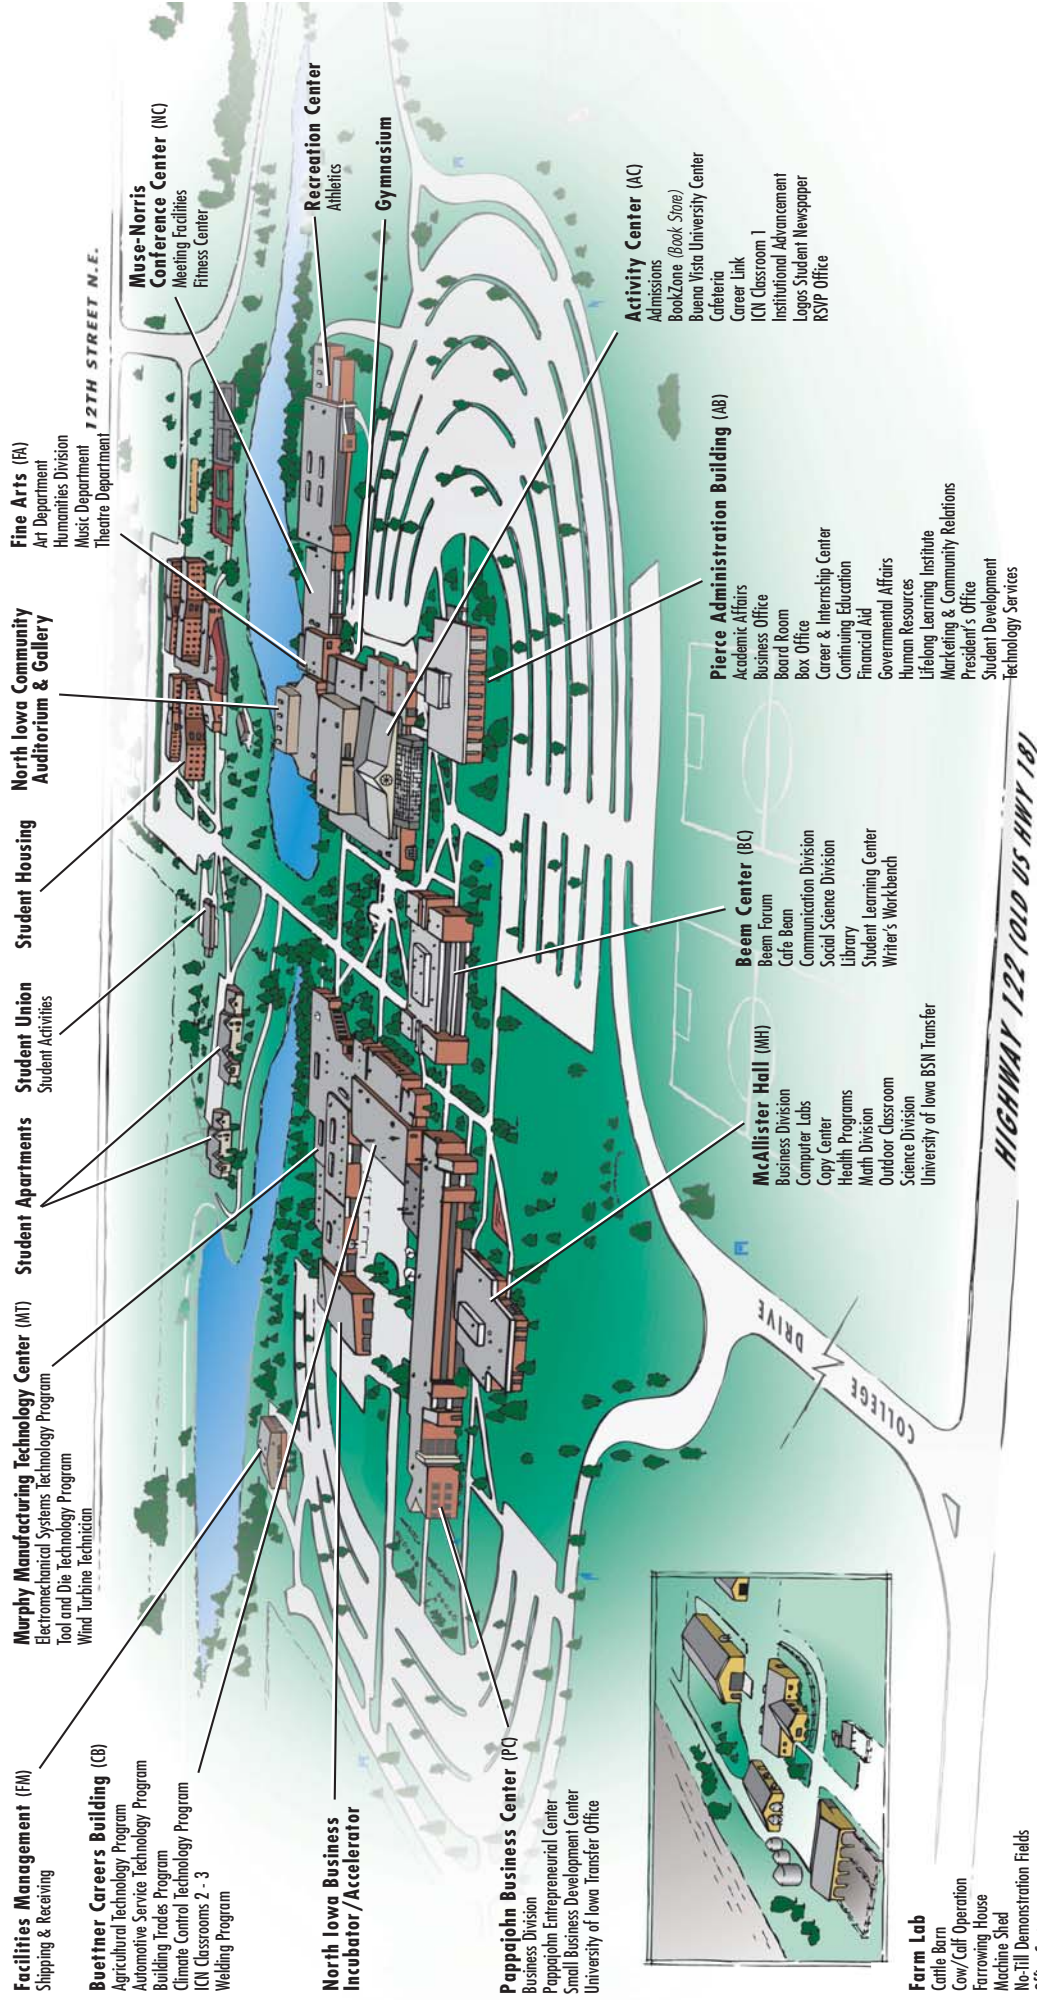 Facilities Management (FM)
Shipping & Receiving
Buettner Careers Building (CB)
Agricultural Technology Program
Automotive Service Technology Program
Building Trades Program
Climate Control Technology Program
ICN Classrooms 2 - 3
Welding Program
North Iowa Business
Incubator/Accelerator
Pappajohn Business Center (PC)
Business Division
Pappajohn Entrepreneurial Center
Small Business Development Center
University of Iowa Transfer Office
Farm Lab
Cattle Barn
Cow/Calf Operation
Farrowing House
Machine Shed
No-Till Demonstration Fields
Murphy Manufacturing Technology Center (MT)
Electromechanical Systems Technology Program
Tool and Die Technology Program
Wind Turbine Technician
Student Apartments
Student Union
Student Activities
Student Housing
North Iowa Community
Auditorium & Gallery
Fine Arts (FA)
Art Department
Humanities Division
Music Department
Theatre Department
12TH STREET N.E.
Muse-Norris
Conference Center (NC)
Meeting Facilities
Fitness Center
Recreation Center
Athletics
Gymnasium
Activity Center (AC)
Admissions
BookZone (Book Store)
Buena Vista University Center
Cafeteria
Career Link
ICN Classroom 1
Institutional Advancement
Logos Student Newspaper
RSVP Office
Pierce Administration Building (AB)
Academic Affairs
Business Office
Board Room
Box Office
Career & Internship Center
Continuing Education
Financial Aid
Governmental Affairs
Human Resources
Lifelong Learning Institute
Marketing & Community Relations
President's Office
Student Development
Technology Services
Beem Center (BC)
Beem Forum
Cafe Bean
Communication Division
Social Science Division
Library
Student Learning Center
Writer's Workbench
McAllister Hall (MH)
Business Division
Computer Labs
Copy Center
Health Programs
Math Division
Outdoor Classroom
Science Division
University of Iowa BSN Transfer
COLLEGE DRIVE
HIGHWAY 122 (OLD US HWY 18)